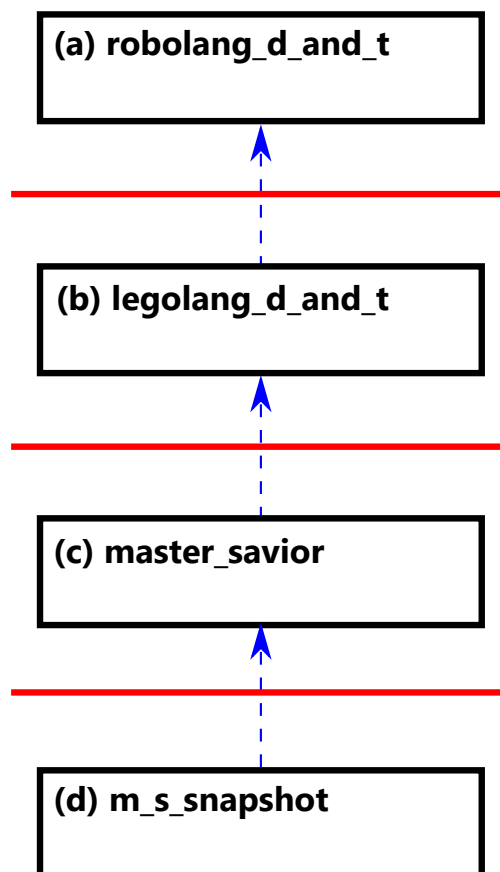 (a) robolang_d_and_t
(b) legolang_d_and_t
(c) master_savior
(d) m_s_snapshot